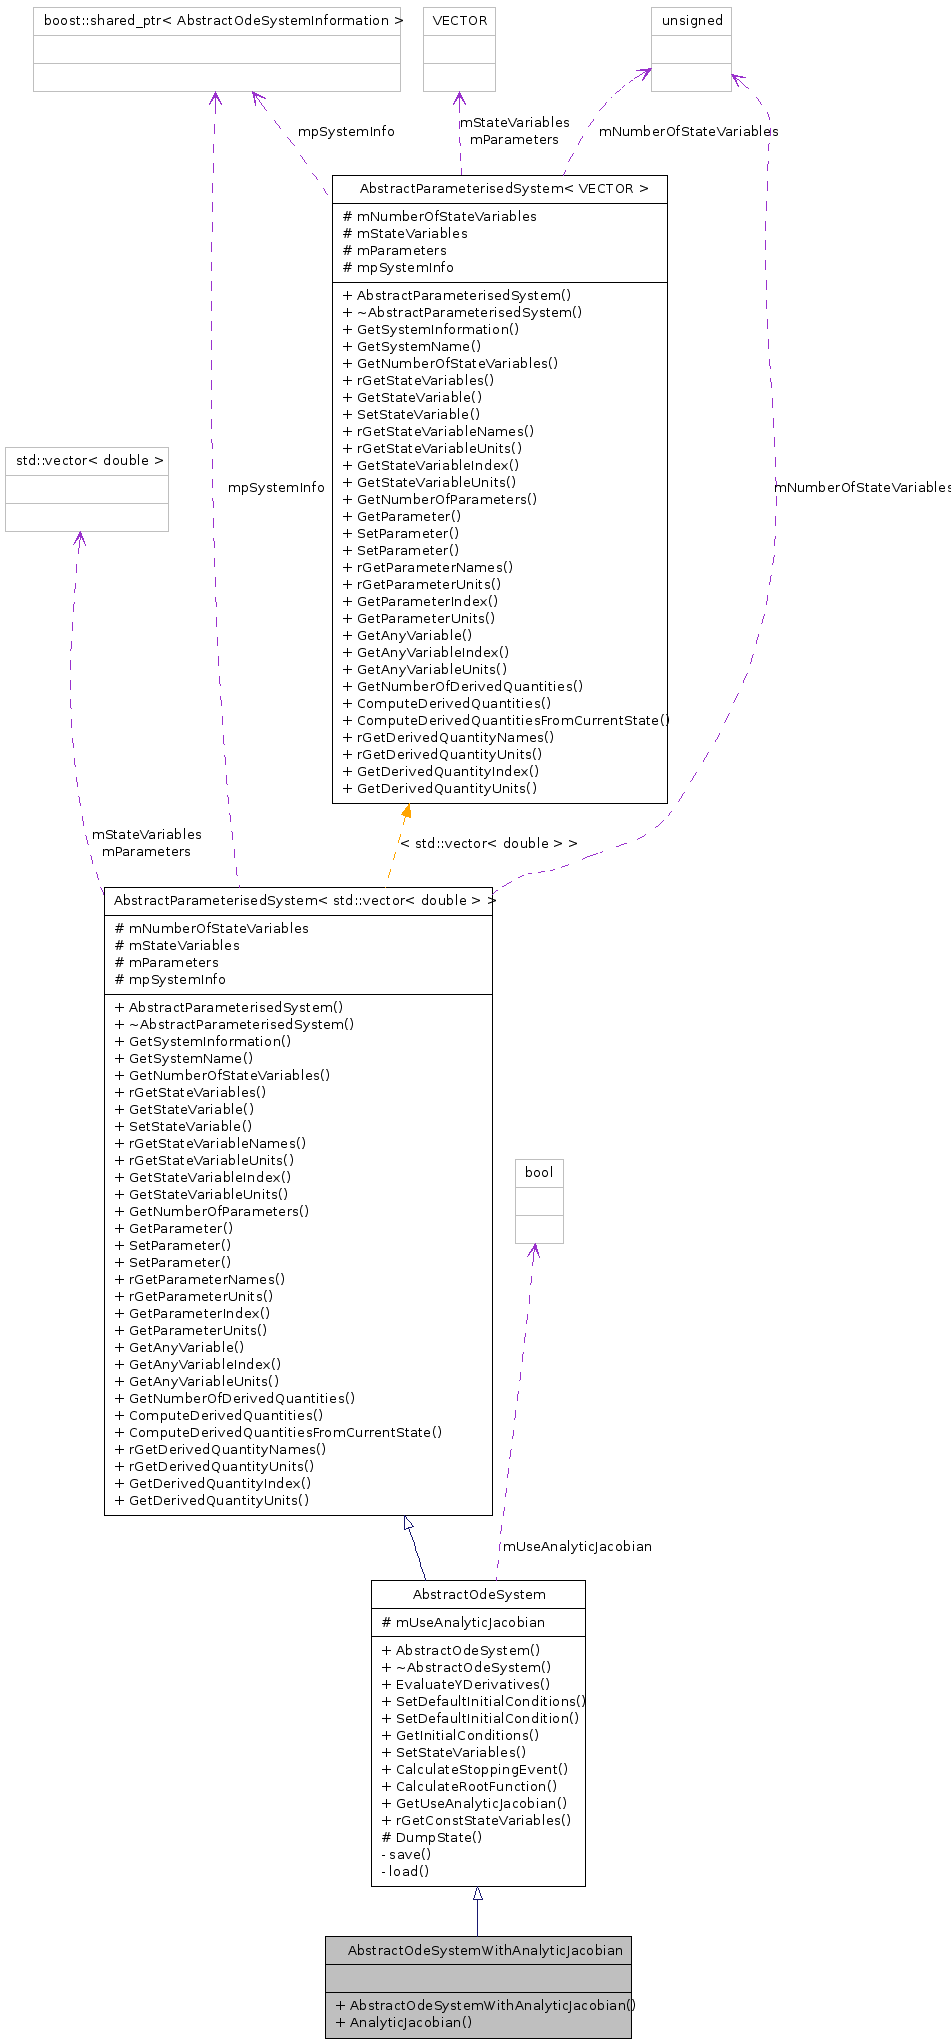 boost::shared_ptr< AbstractOdeSystemInformation >
VECTOR
unsigned
mpSystemInfo
mStateVariables
mParameters
mNumberOfStateVariables
AbstractParameterisedSystem< VECTOR >
# mNumberOfStateVariables
# mStateVariables
# mParameters
# mpSystemInfo
+ AbstractParameterisedSystem()
+ ~AbstractParameterisedSystem()
+ GetSystemInformation()
+ GetSystemName()
+ GetNumberOfStateVariables()
+ rGetStateVariables()
+ GetStateVariable()
+ SetStateVariable()
+ rGetStateVariableNames()
+ rGetStateVariableUnits()
+ GetStateVariableIndex()
+ GetStateVariableUnits()
+ GetNumberOfParameters()
+ GetParameter()
+ SetParameter()
+ SetParameter()
+ rGetParameterNames()
+ rGetParameterUnits()
+ GetParameterIndex()
+ GetParameterUnits()
+ GetAnyVariable()
+ GetAnyVariableIndex()
+ GetAnyVariableUnits()
+ GetNumberOfDerivedQuantities()
+ ComputeDerivedQuantities()
+ ComputeDerivedQuantitiesFromCurrentState()
+ rGetDerivedQuantityNames()
+ rGetDerivedQuantityUnits()
+ GetDerivedQuantityIndex()
+ GetDerivedQuantityUnits()
std::vector< double >
mpSystemInfo
mNumberOfStateVariables
mStateVariables
mParameters
< std::vector< double > >
AbstractParameterisedSystem< std::vector< double > >
# mNumberOfStateVariables
# mStateVariables
# mParameters
# mpSystemInfo
+ AbstractParameterisedSystem()
+ ~AbstractParameterisedSystem()
+ GetSystemInformation()
+ GetSystemName()
+ GetNumberOfStateVariables()
+ rGetStateVariables()
+ GetStateVariable()
+ SetStateVariable()
+ rGetStateVariableNames()
+ rGetStateVariableUnits()
+ GetStateVariableIndex()
+ GetStateVariableUnits()
+ GetNumberOfParameters()
+ GetParameter()
+ SetParameter()
+ SetParameter()
+ rGetParameterNames()
+ rGetParameterUnits()
+ GetParameterIndex()
+ GetParameterUnits()
+ GetAnyVariable()
+ GetAnyVariableIndex()
+ GetAnyVariableUnits()
+ GetNumberOfDerivedQuantities()
+ ComputeDerivedQuantities()
+ ComputeDerivedQuantitiesFromCurrentState()
+ rGetDerivedQuantityNames()
+ rGetDerivedQuantityUnits()
+ GetDerivedQuantityIndex()
+ GetDerivedQuantityUnits()
bool
mUseAnalyticJacobian
AbstractOdeSystem
# mUseAnalyticJacobian
+ AbstractOdeSystem()
+ ~AbstractOdeSystem()
+ EvaluateYDerivatives()
+ SetDefaultInitialConditions()
+ SetDefaultInitialCondition()
+ GetInitialConditions()
+ SetStateVariables()
+ CalculateStoppingEvent()
+ CalculateRootFunction()
+ GetUseAnalyticJacobian()
+ rGetConstStateVariables()
# DumpState()
- save()
- load()
AbstractOdeSystemWithAnalyticJacobian
+ AbstractOdeSystemWithAnalyticJacobian()
+ AnalyticJacobian()